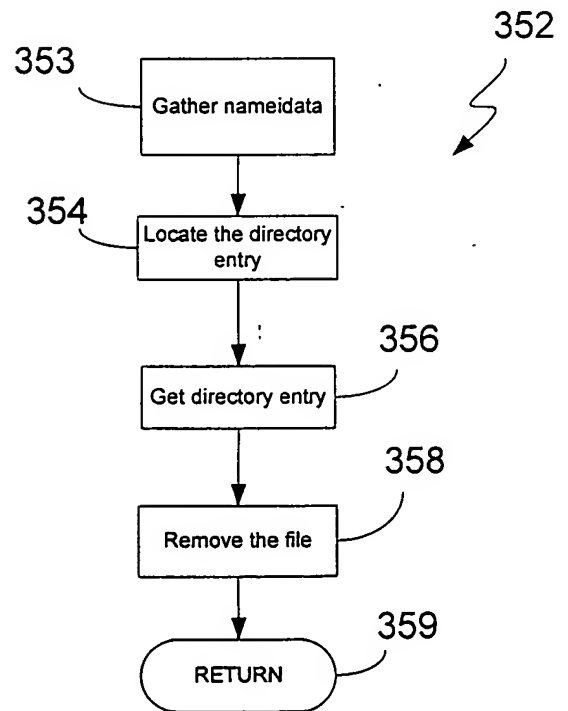 352
353
Gather nameidata
354
Locate the directory
entry
356
Get directory entry
358
Remove the file
359
RETURN